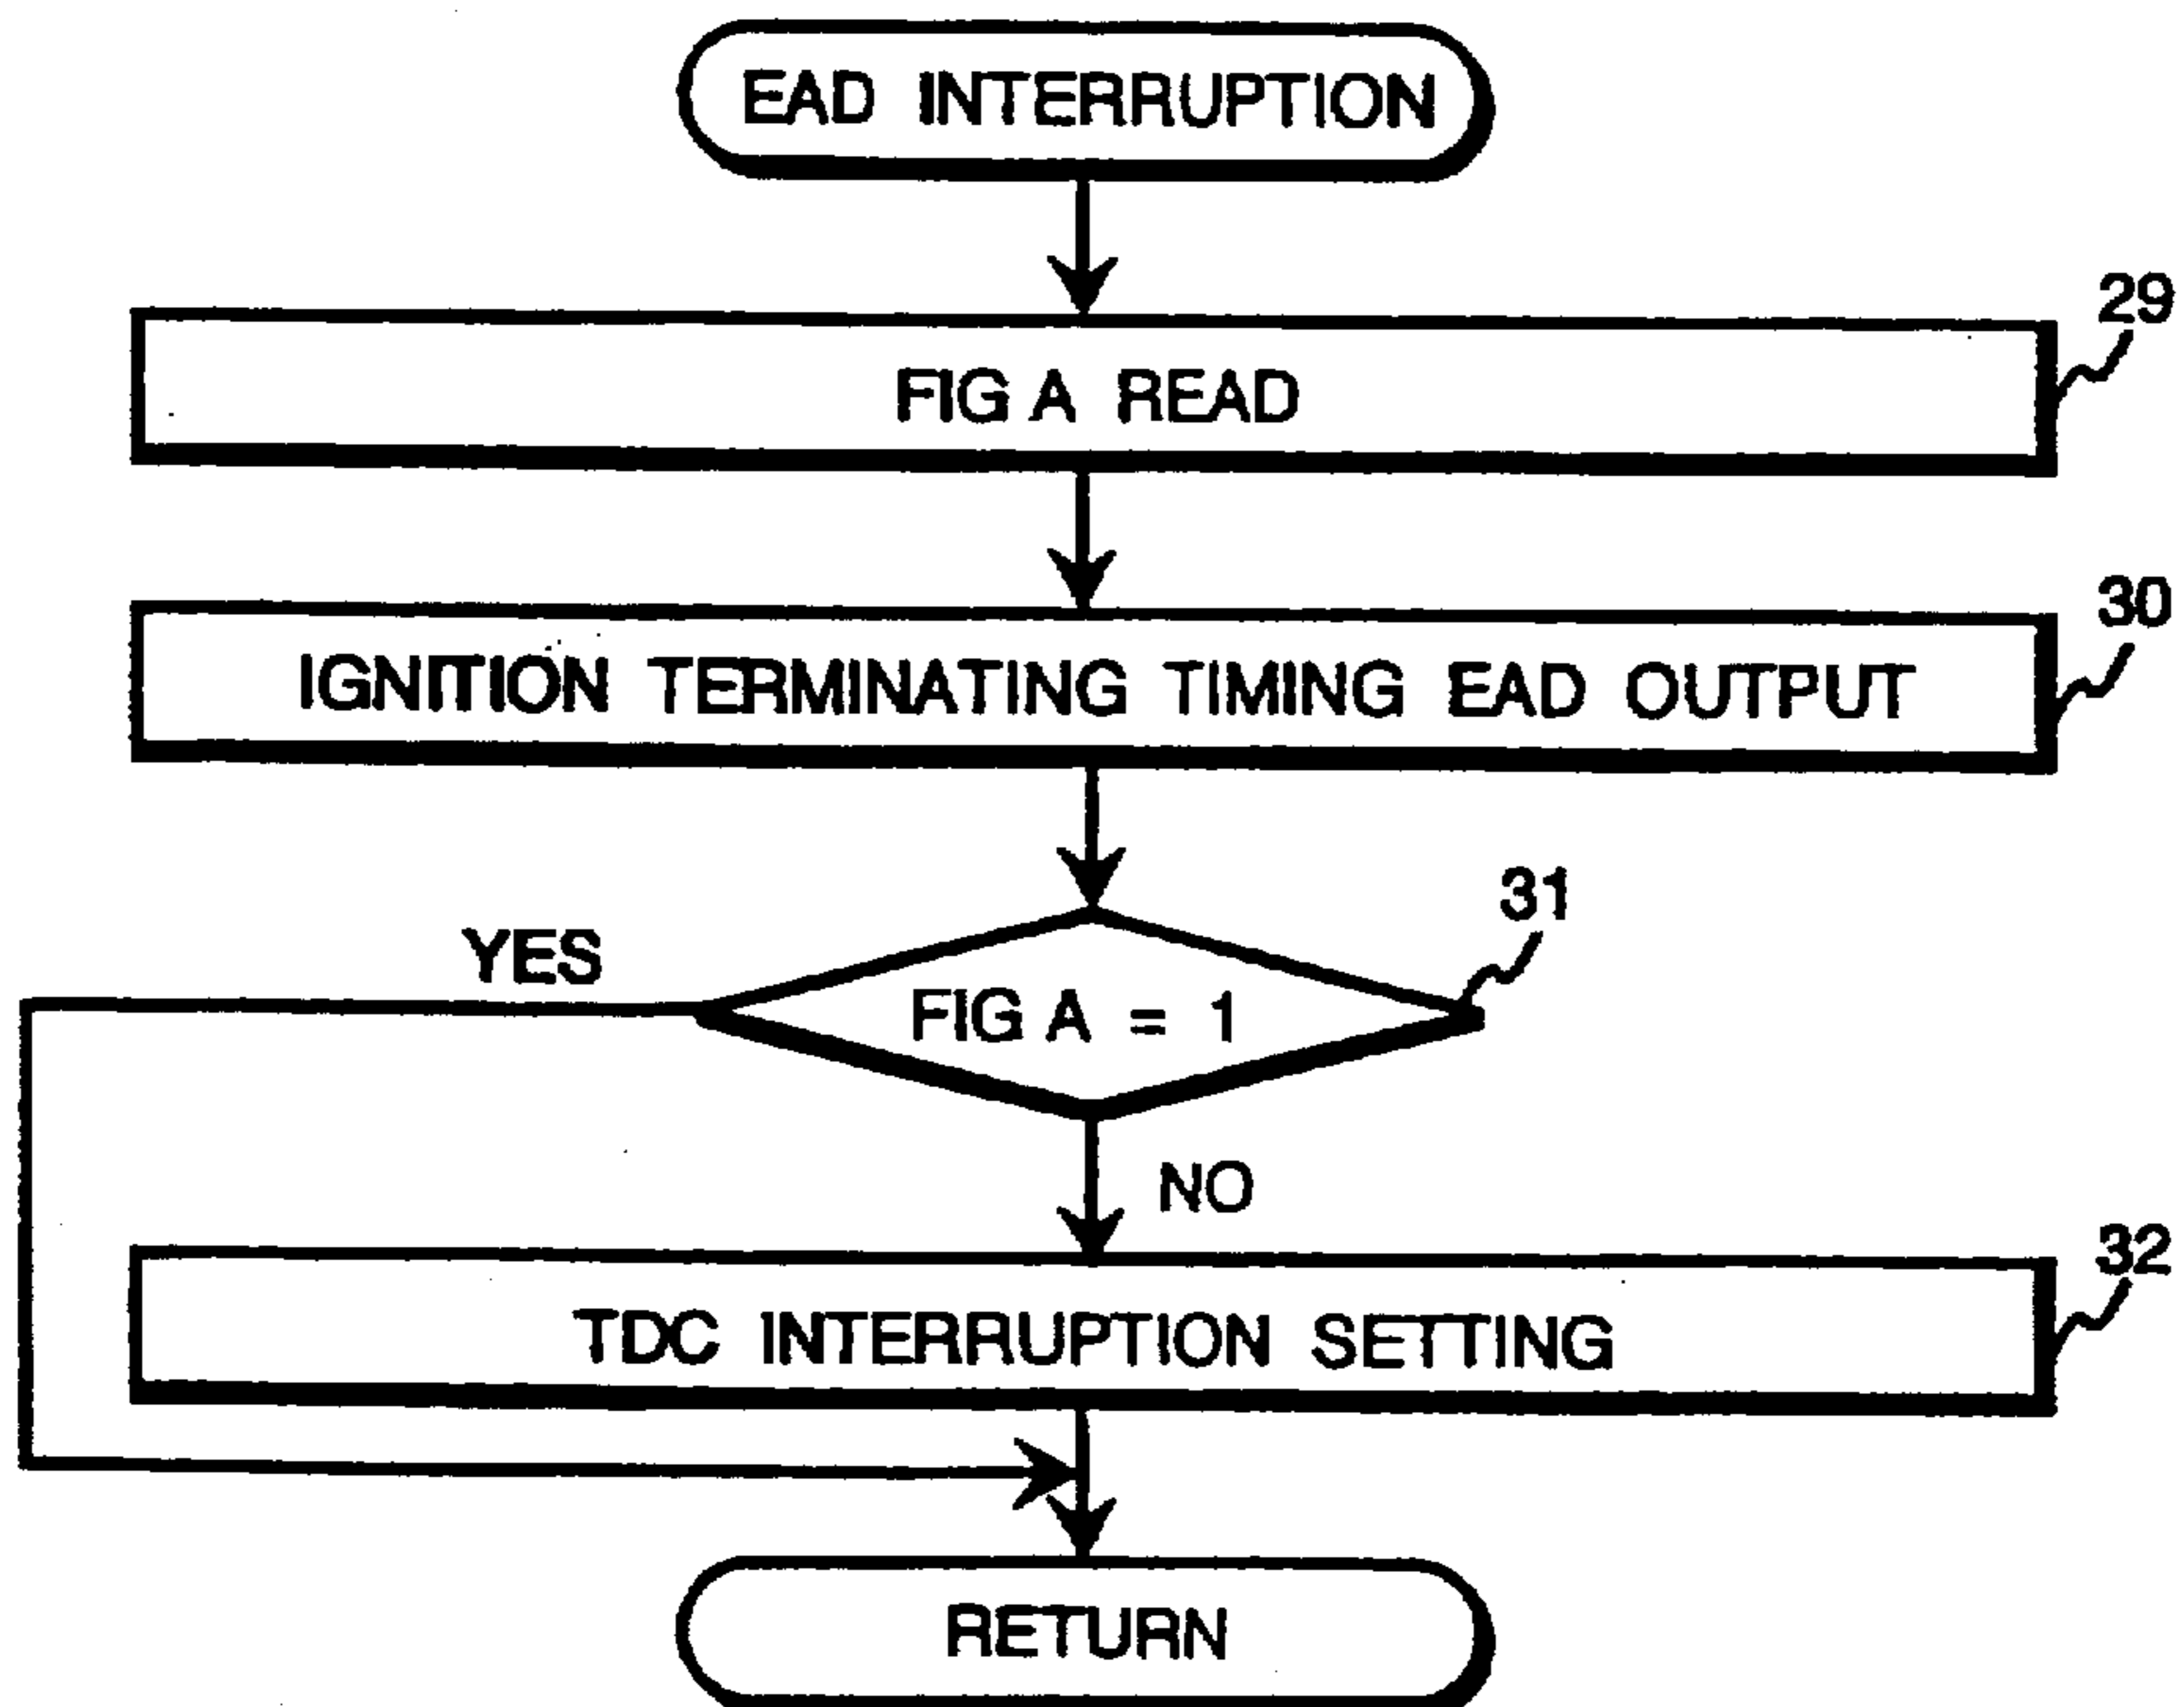 EAD INTERRUPTION
29
FIG A READ
30
IGNITION TERMINATING TIMING EAD OUTPUT
31
YES
FIG A = 1
NO
32
TDC INTERRUPTION SETTING
RETURN